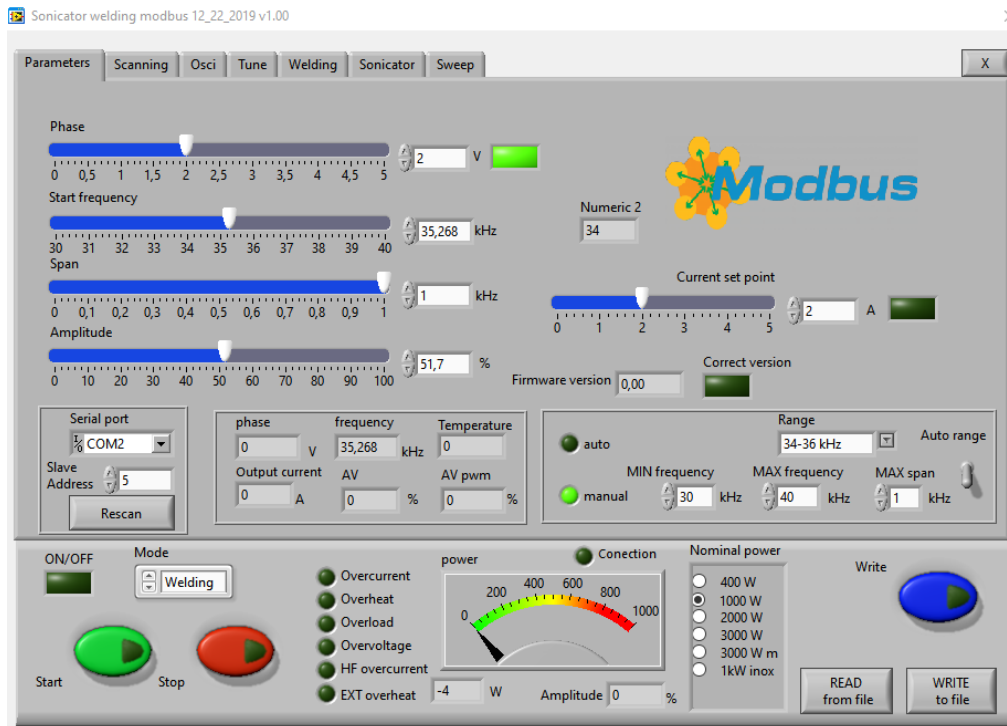 Sonicator welding modbus 12_22_2019 v1.00
Parameters Scanning Osci Tune Welding Sonicator Sweep X
Phase
2 V
0 0,5 1 1,5 2 2,5 3 3,5 4 4,5 5
Start frequency
35,268 kHz
30 31 32 33 34 35 36 37 38 39 40
Numeric 2
34
Modbus
Span
1 kHz
0 0,1 0,2 0,3 0,4 0,5 0,6 0,7 0,8 0,9 1
Current set point
2 A
0 1 2 3 4 5
Amplitude
51,7 %
0 10 20 30 40 50 60 70 80 90 100
Firmware version 0,00
Correct version
Serial port
COM2
Slave
Address 5
Rescan
phase frequency Temperature
0 V 35,268 kHz 0
Output current AV AV pwm
0 A 0 % 0 %
auto
manual
Range
34-36 kHz
Auto range
MIN frequency MAX frequency MAX span
30 kHz 40 kHz 1 kHz
ON/OFF
Mode
Welding
Start Stop
Overcurrent
Overheat
Overload
Overvoltage
HF overcurrent
EXT overheat
Conection
power
0 200 400 600 800 1000
-4 W
Amplitude 0 %
Nominal power
400 W
1000 W
2000 W
3000 W
3000 W m
1kW inox
Write
READ
from file
WRITE
to file